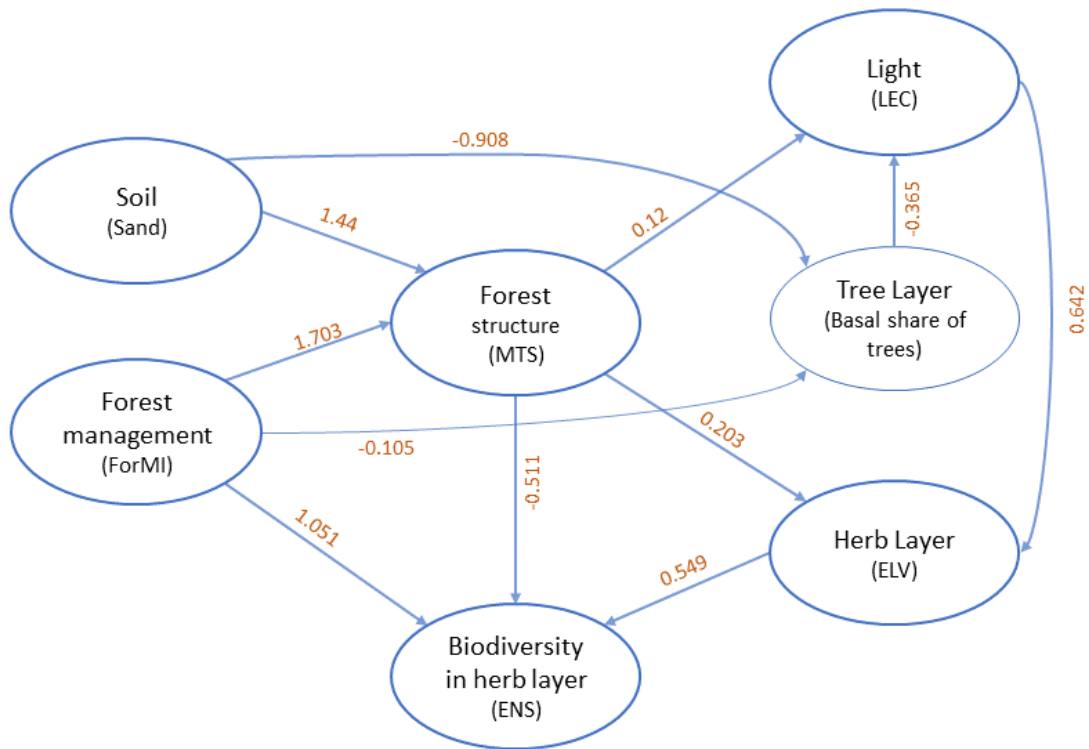 Light
(LEC)
-0.908
Soil
(Sand)
1.44
0.12
-0.365
Forest
structure
(MTS)
Tree Layer
(Basal share of
trees)
0.642
1.703
Forest
management
(ForMI)
-0.105
0.203
-0.511
1.051
Herb Layer
(ELV)
0.549
Biodiversity
in herb layer
(ENS)